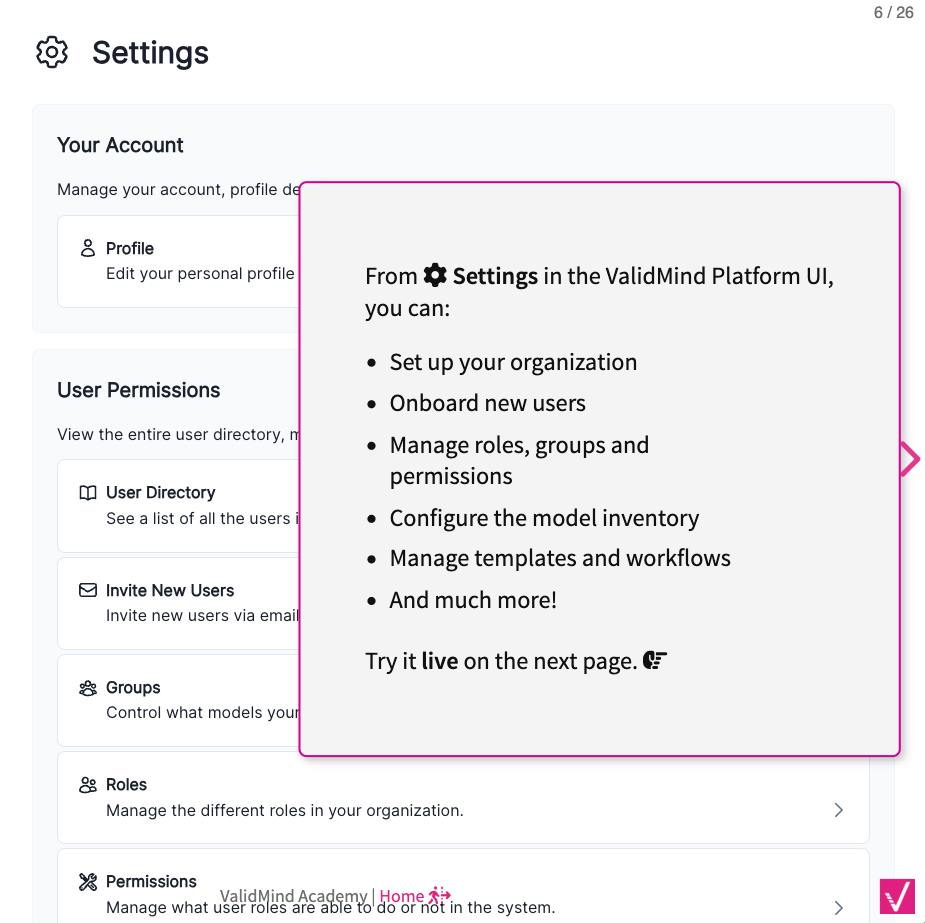 6 / 26
Settings
Your Account
Manage your account, profile de
Profile
Edit your personal profile
User Permissions
View the entire user directory, m
User Directory
See a list of all the users i
Invite New Users
Invite new users via email
Groups
Control what models your
Roles
Manage the different roles in your organization.
Permissions
Manage what user roles are able to do or not in the system.
From Settings in the ValidMind Platform UI,
you can:
• Set up your organization
• Onboard new users
• Manage roles, groups and
permissions
• Configure the model inventory
• Manage templates and workflows
• And much more!
Try it live on the next page.
ValidMind Academy | Home